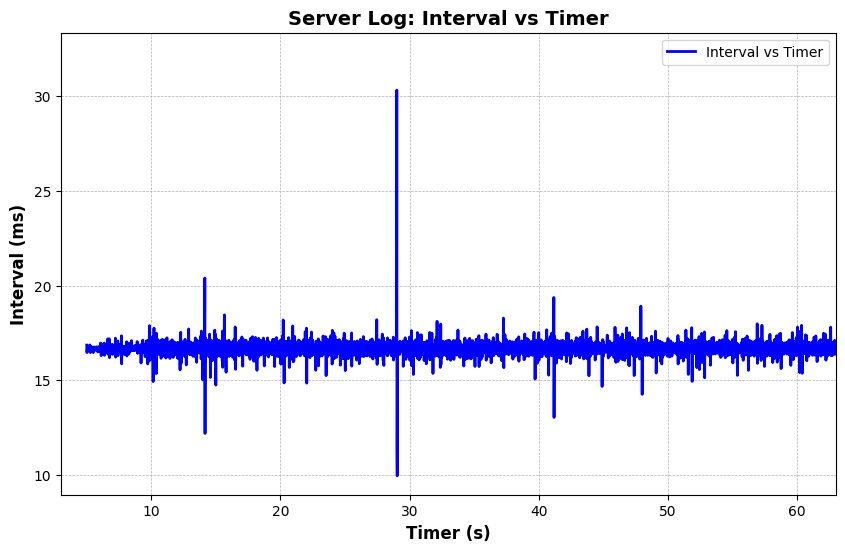 Server Log: Interval vs Timer
Interval vs Timer
Interval (ms)
30
25
20
15
10
10 20 30 40 50 60
Timer (s)